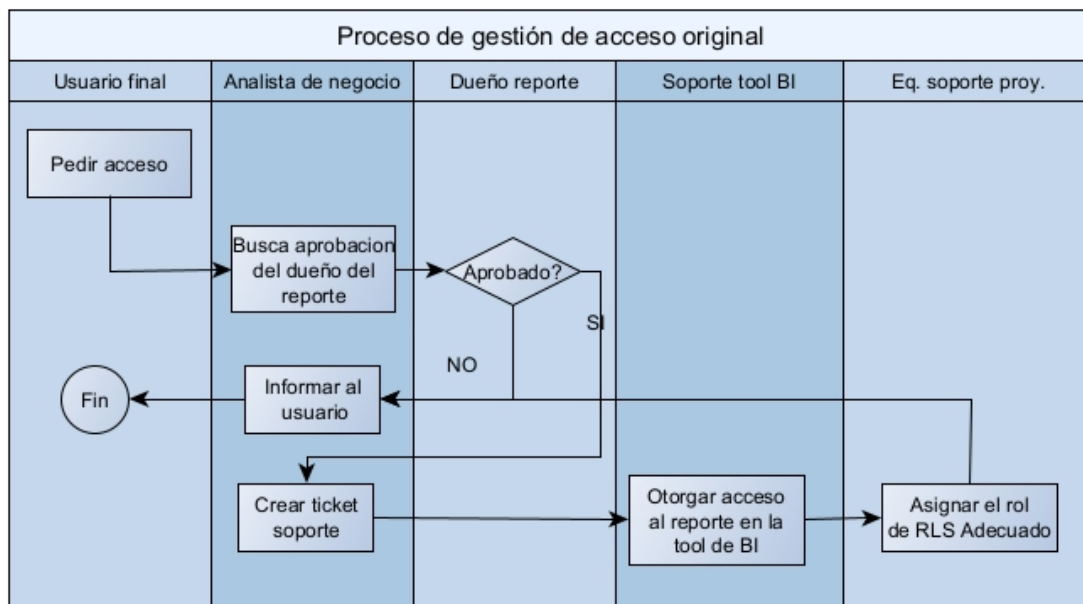 Proceso de gestión de acceso original
Usuario final
Analista de negocio
Dueño reporte
Soporte tool BI
Eq. soporte proy.
Pedir acceso
Busca aprobacion
del dueño del
reporte
Aprobado?
SI
NO
Informar al
usuario
Fin
Crear ticket
soporte
Otorgar acceso
al reporte en la
tool de BI
Asignar el rol
de RLS Adecuado